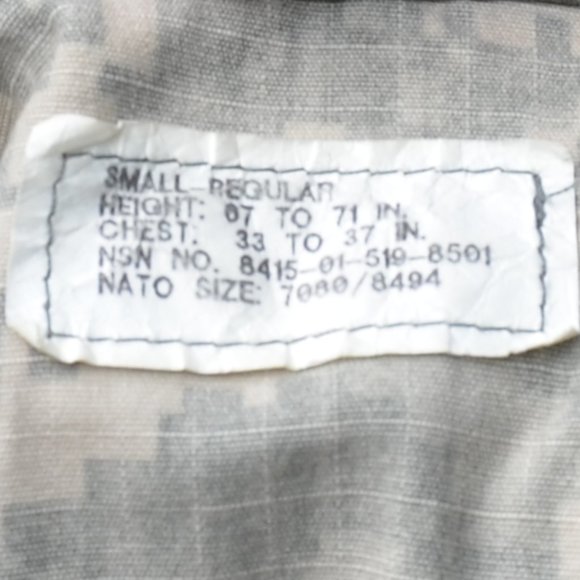 SMALL-REGULAR
HEIGHT: 67 TO 71 IN.
CHEST: 33 TO 37 IN.
NSN NO. 8415-01-519-8501
NATO SIZE: 7080/8494